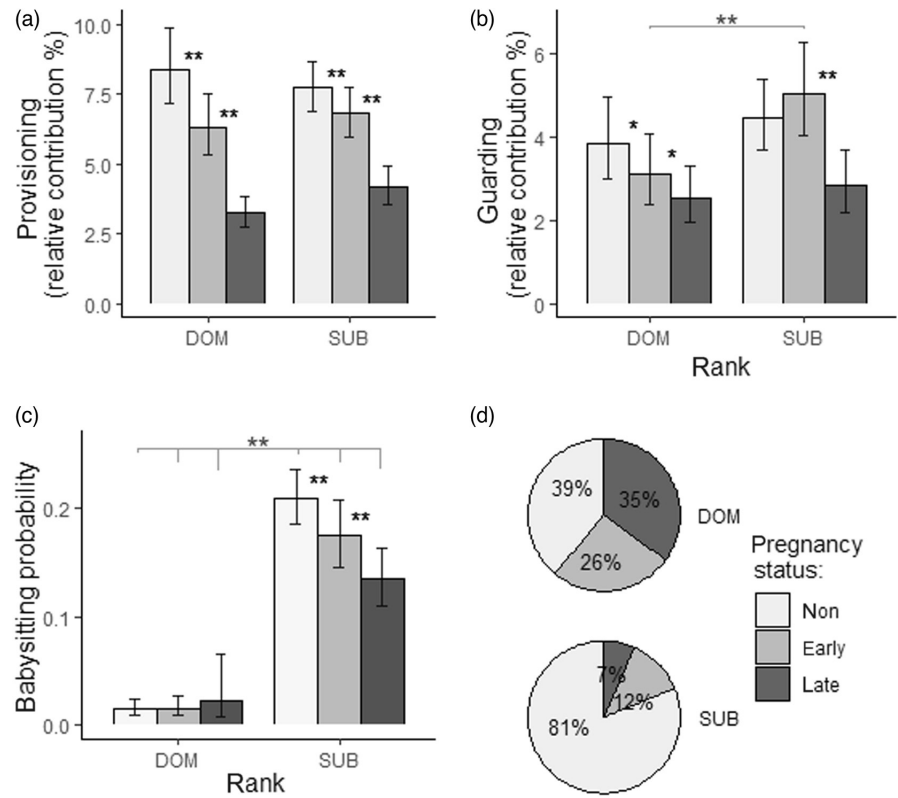 (a)
Provisioning
(relative contribution %)
10.0
7.5
5.0
2.5
0.0
**
**
**
**
DOM
SUB
(b)
Guarding
(relative contribution %)
6
4
2
0
**
*
*
**
DOM
SUB
Rank
(c)
Babysitting probability
0.2
0.1
0.0
**
**
**
DOM
SUB
Rank
(d)
39%
35%
26%
DOM
7%
12%
81%
SUB
Pregnancy
status:
Non
Early
Late